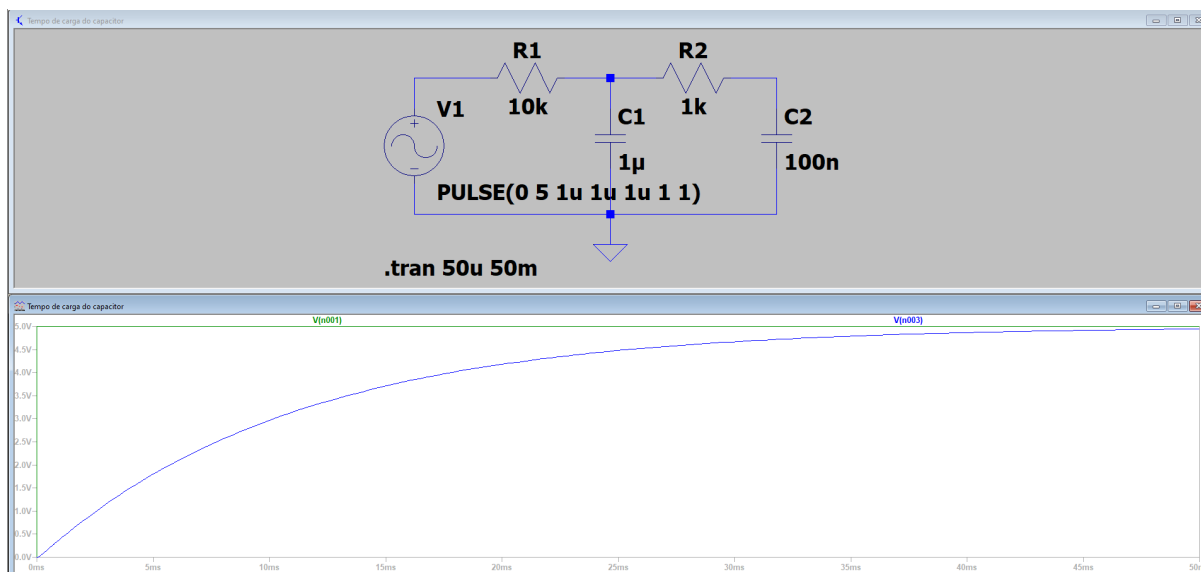 Tempo de carga do capacitor
R1
R2
10k
1k
V1
C1
C2
1µ
100n
PULSE(0 5 1u 1u 1u 1 1)
.tran 50u 50m
Tempo de carga do capacitor
V(n001)
V(n003)
5.0V
4.5V
4.0V
3.5V
3.0V
2.5V
2.0V
1.5V
1.0V
0.5V
0.0V
0ms
5ms
10ms
15ms
20ms
25ms
30ms
35ms
40ms
45ms